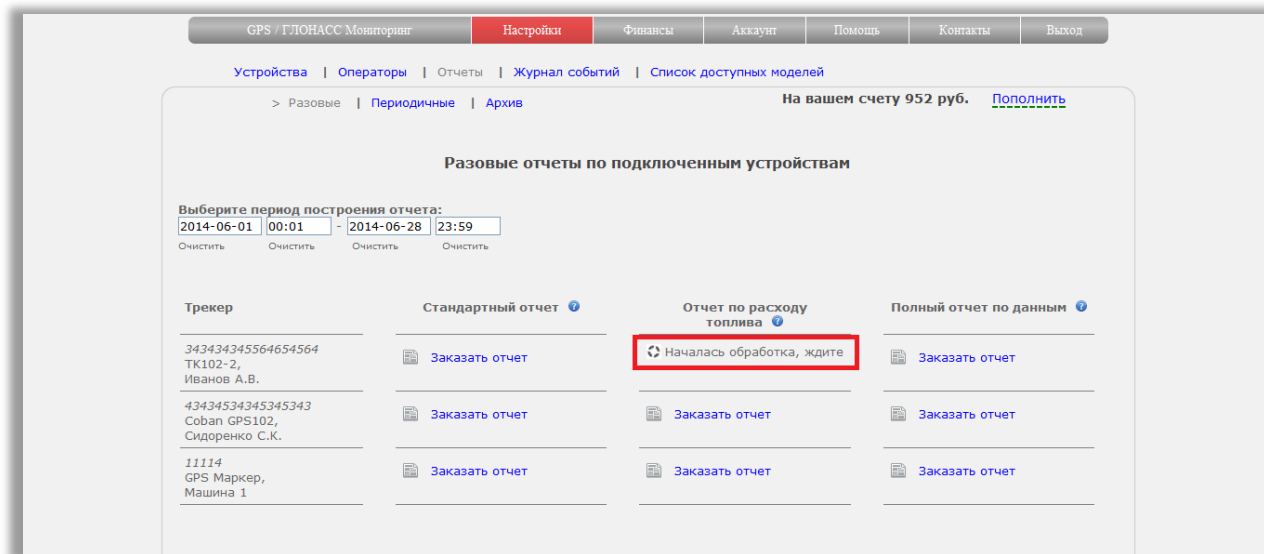 GPS / ГЛОНАСС Мониторинг Настройки Финансы Аккаунт Помощь Контакты Выход
Устройства | Операторы | Отчеты | Журнал событий | Список доступных моделей
> Разовые | Периодичные | Архив На вашем счету 952 руб. Пополнить
Разовые отчеты по подключенным устройствам
Выберите период построения отчета:
2014-06-01 00:01 - 2014-06-28 23:59
Очистить Очистить Очистить Очистить
Трекер Стандартный отчет ? Отчет по расходу Полный отчет по данным ?
топлива ?
343434345564654564
TK102-2, Заказать отчет Началась обработка, ждите Заказать отчет
Иванов А.В.
43434534345345343
Coban GPS102, Заказать отчет Заказать отчет Заказать отчет
Сидоренко С.К.
11114
GPS Маркер, Заказать отчет Заказать отчет Заказать отчет
Машина 1